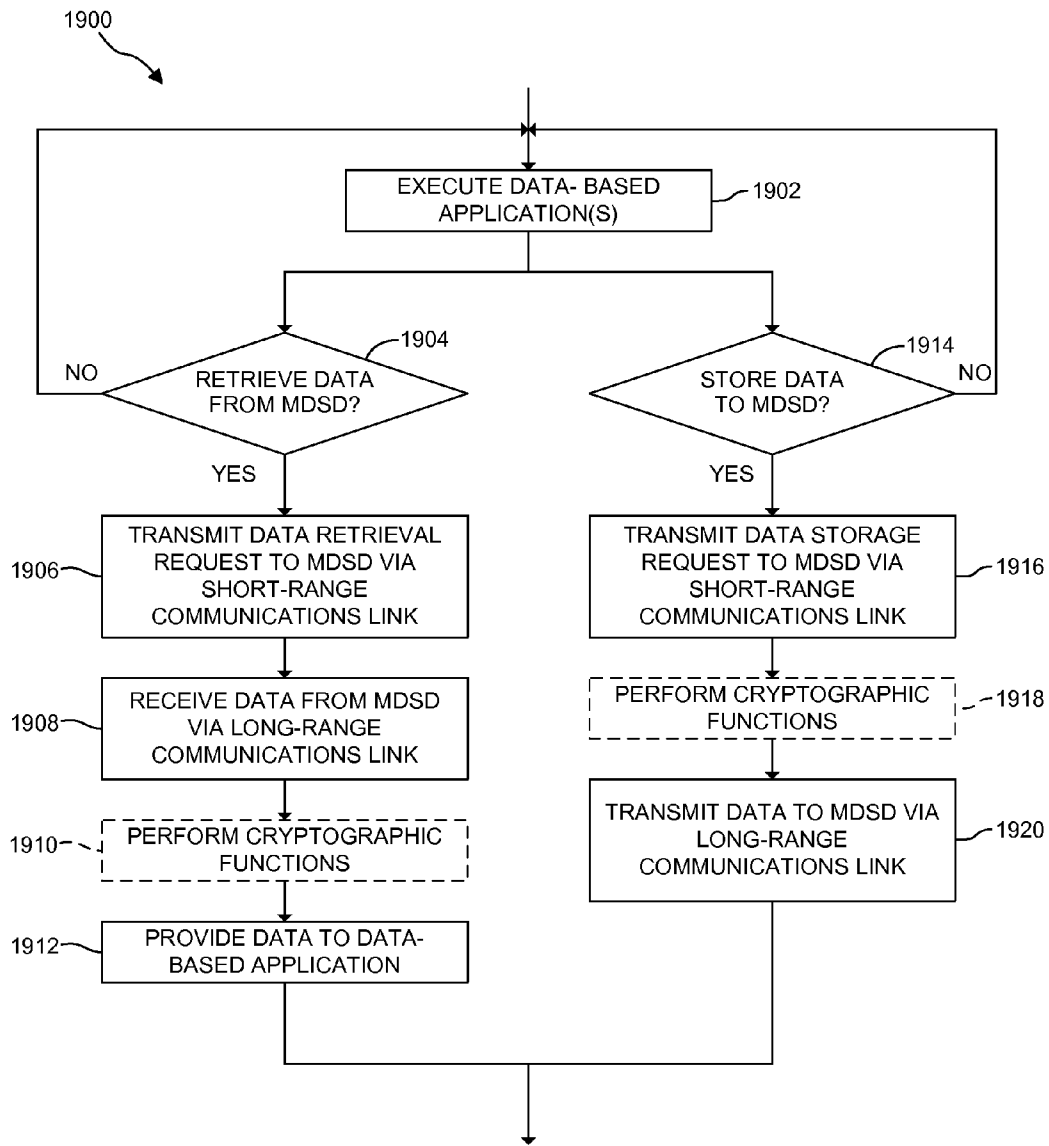 1900
EXECUTE DATA- BASED
APPLICATION(S)
1902
1904
NO
RETRIEVE DATA
FROM MDSD?
YES
1914
NO
STORE DATA
TO MDSD?
YES
1906
TRANSMIT DATA RETRIEVAL
REQUEST TO MDSD VIA
SHORT-RANGE
COMMUNICATIONS LINK
TRANSMIT DATA STORAGE
REQUEST TO MDSD VIA
SHORT-RANGE
COMMUNICATIONS LINK
1916
1908
RECEIVE DATA FROM MDSD
VIA LONG-RANGE
COMMUNICATIONS LINK
PERFORM CRYPTOGRAPHIC
FUNCTIONS
1918
1910
PERFORM CRYPTOGRAPHIC
FUNCTIONS
TRANSMIT DATA TO MDSD VIA
LONG-RANGE
COMMUNICATIONS LINK
1920
1912
PROVIDE DATA TO DATA-
BASED APPLICATION